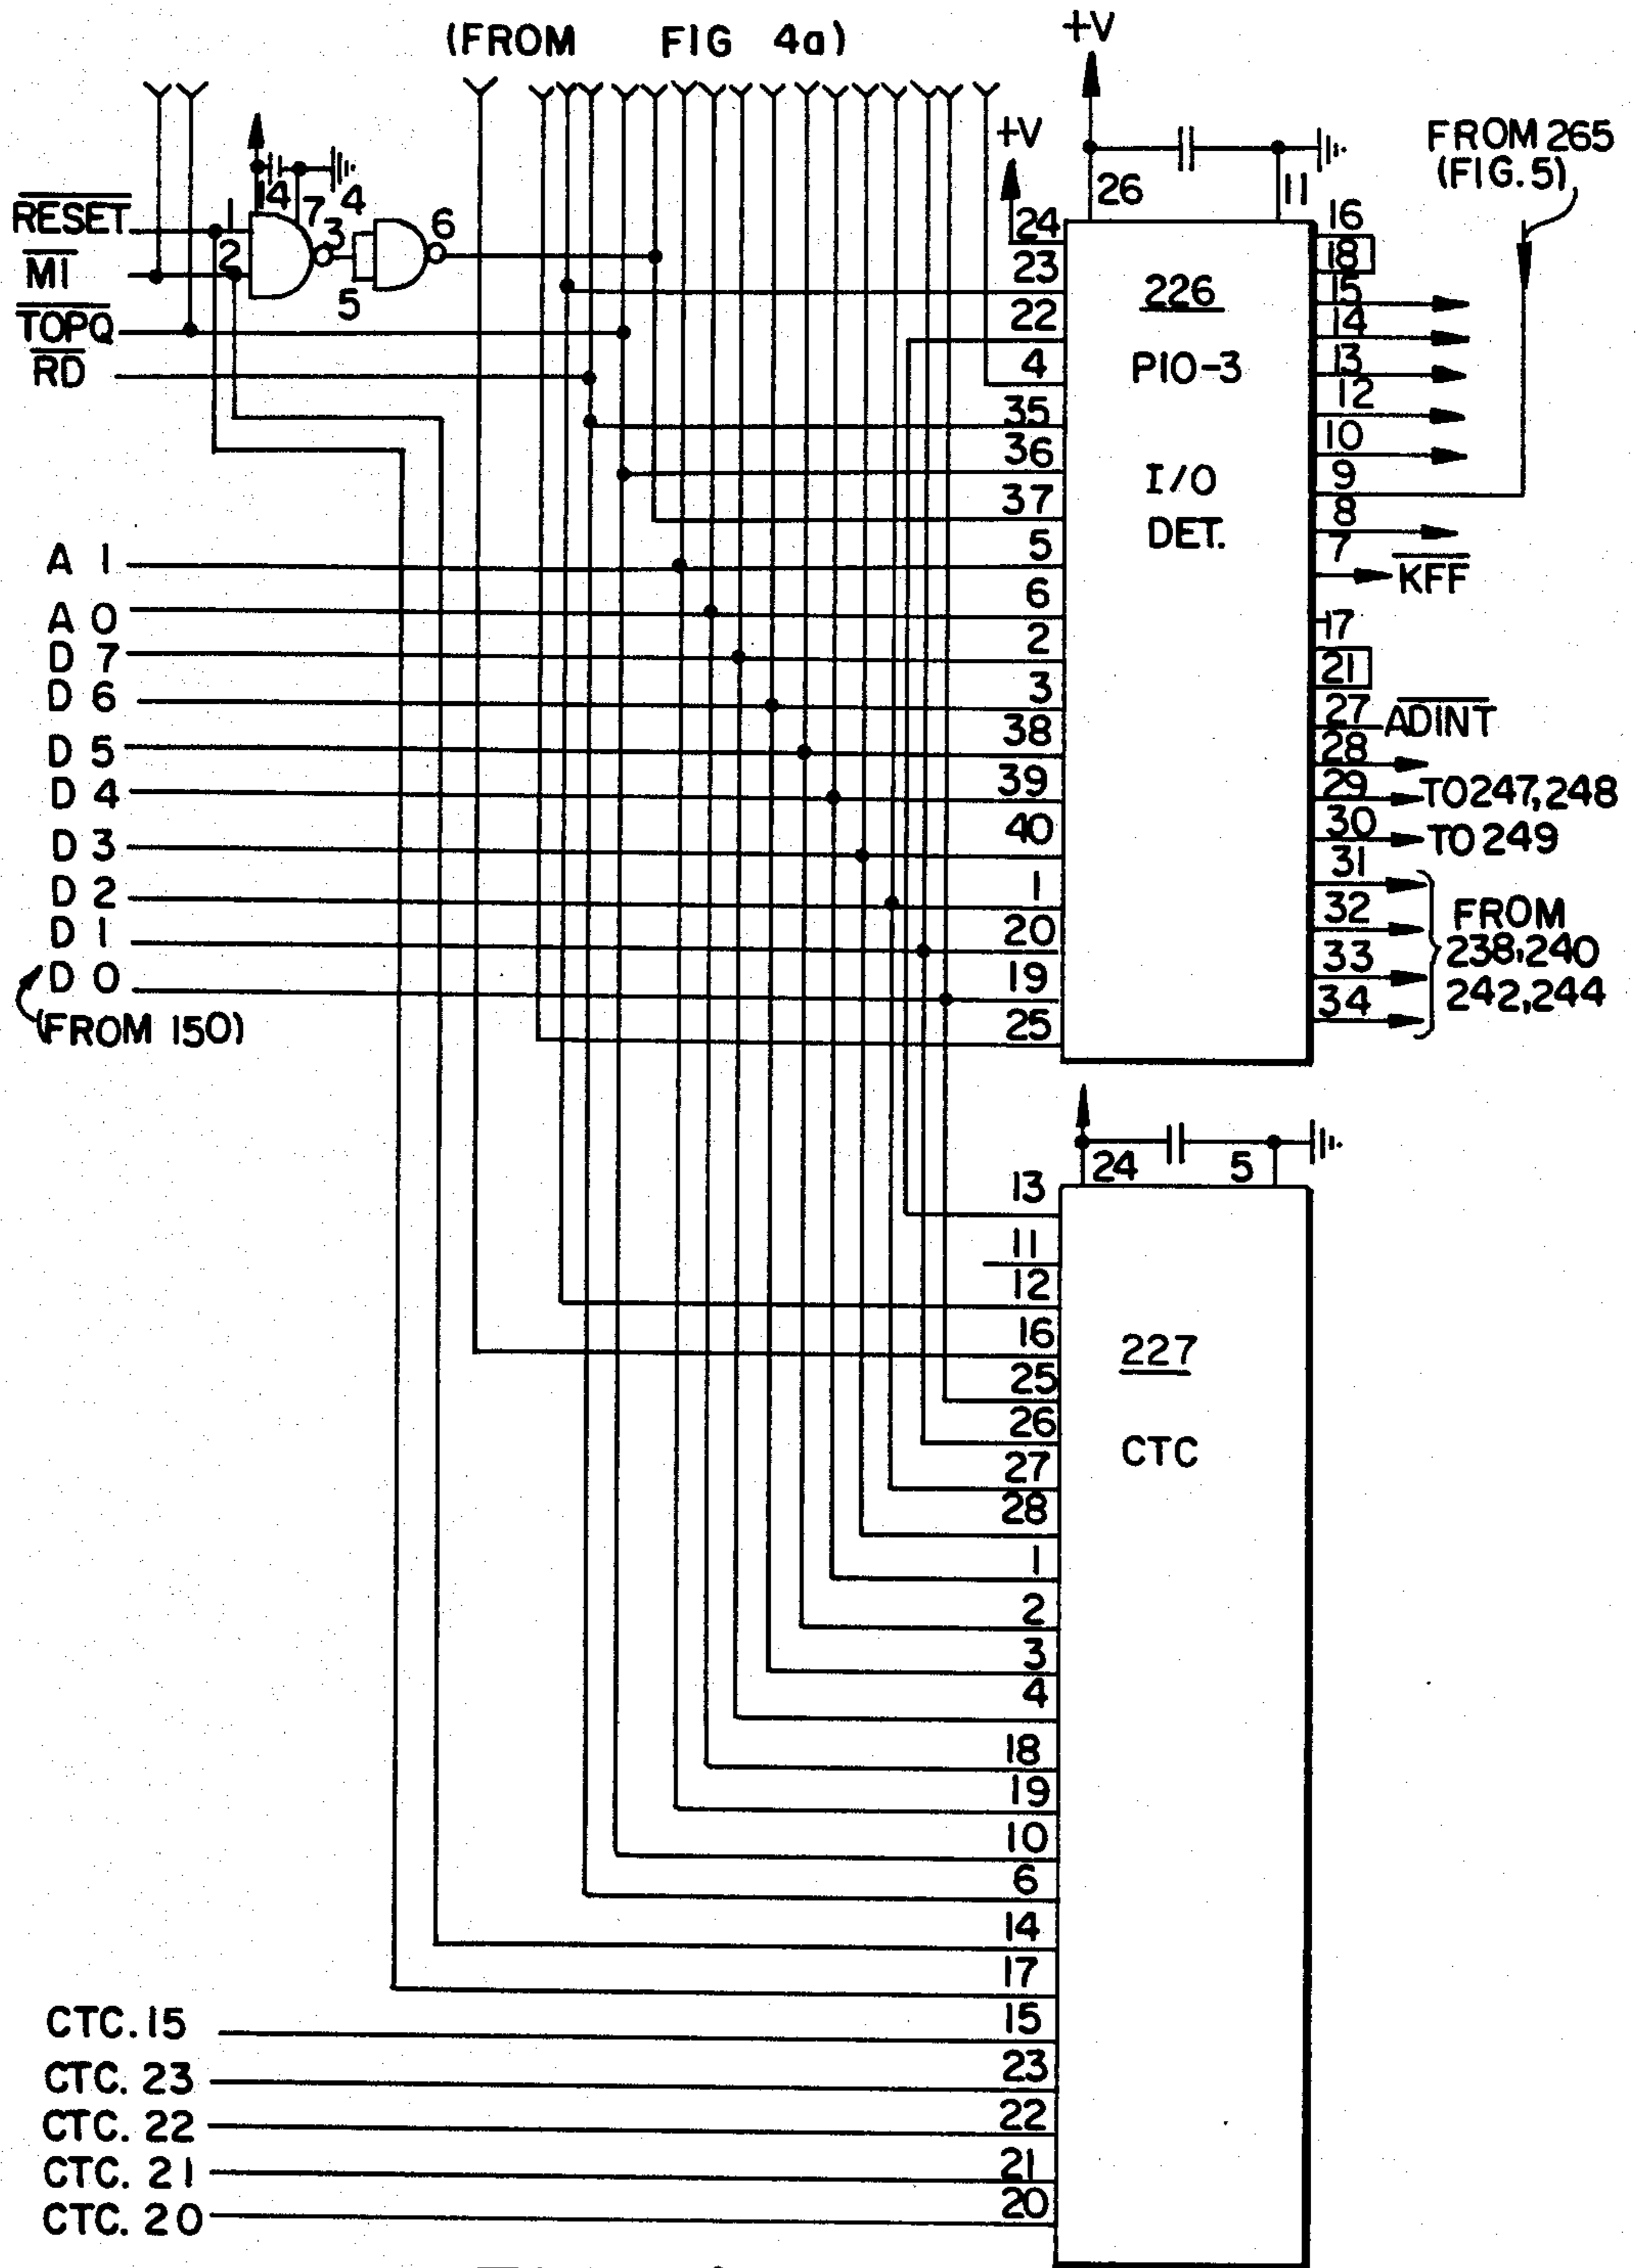 (FROM FIG 4a)
+V
+V
FROM 265
(FIG. 5)
RESET
MI
TOPQ
RD
1
2
14
7
3
4
5
6
26
11
24
23
22
4
35
36
37
5
6
2
3
38
39
40
1
20
19
25
226
PIO-3
I/O
DET.
16
18
15
14
13
12
10
9
8
7
KFF
17
21
27
ADINT
28
29
TO 247,248
30
TO 249
31
32
33
34
FROM
238,240
242,244
A 1
A 0
D 7
D 6
D 5
D 4
D 3
D 2
D 1
D 0
(FROM 150)
24
5
13
11
12
16
25
26
27
28
1
2
3
4
18
19
10
6
14
17
15
23
22
21
20
227
CTC
CTC. 15
CTC. 23
CTC. 22
CTC. 21
CTC. 20